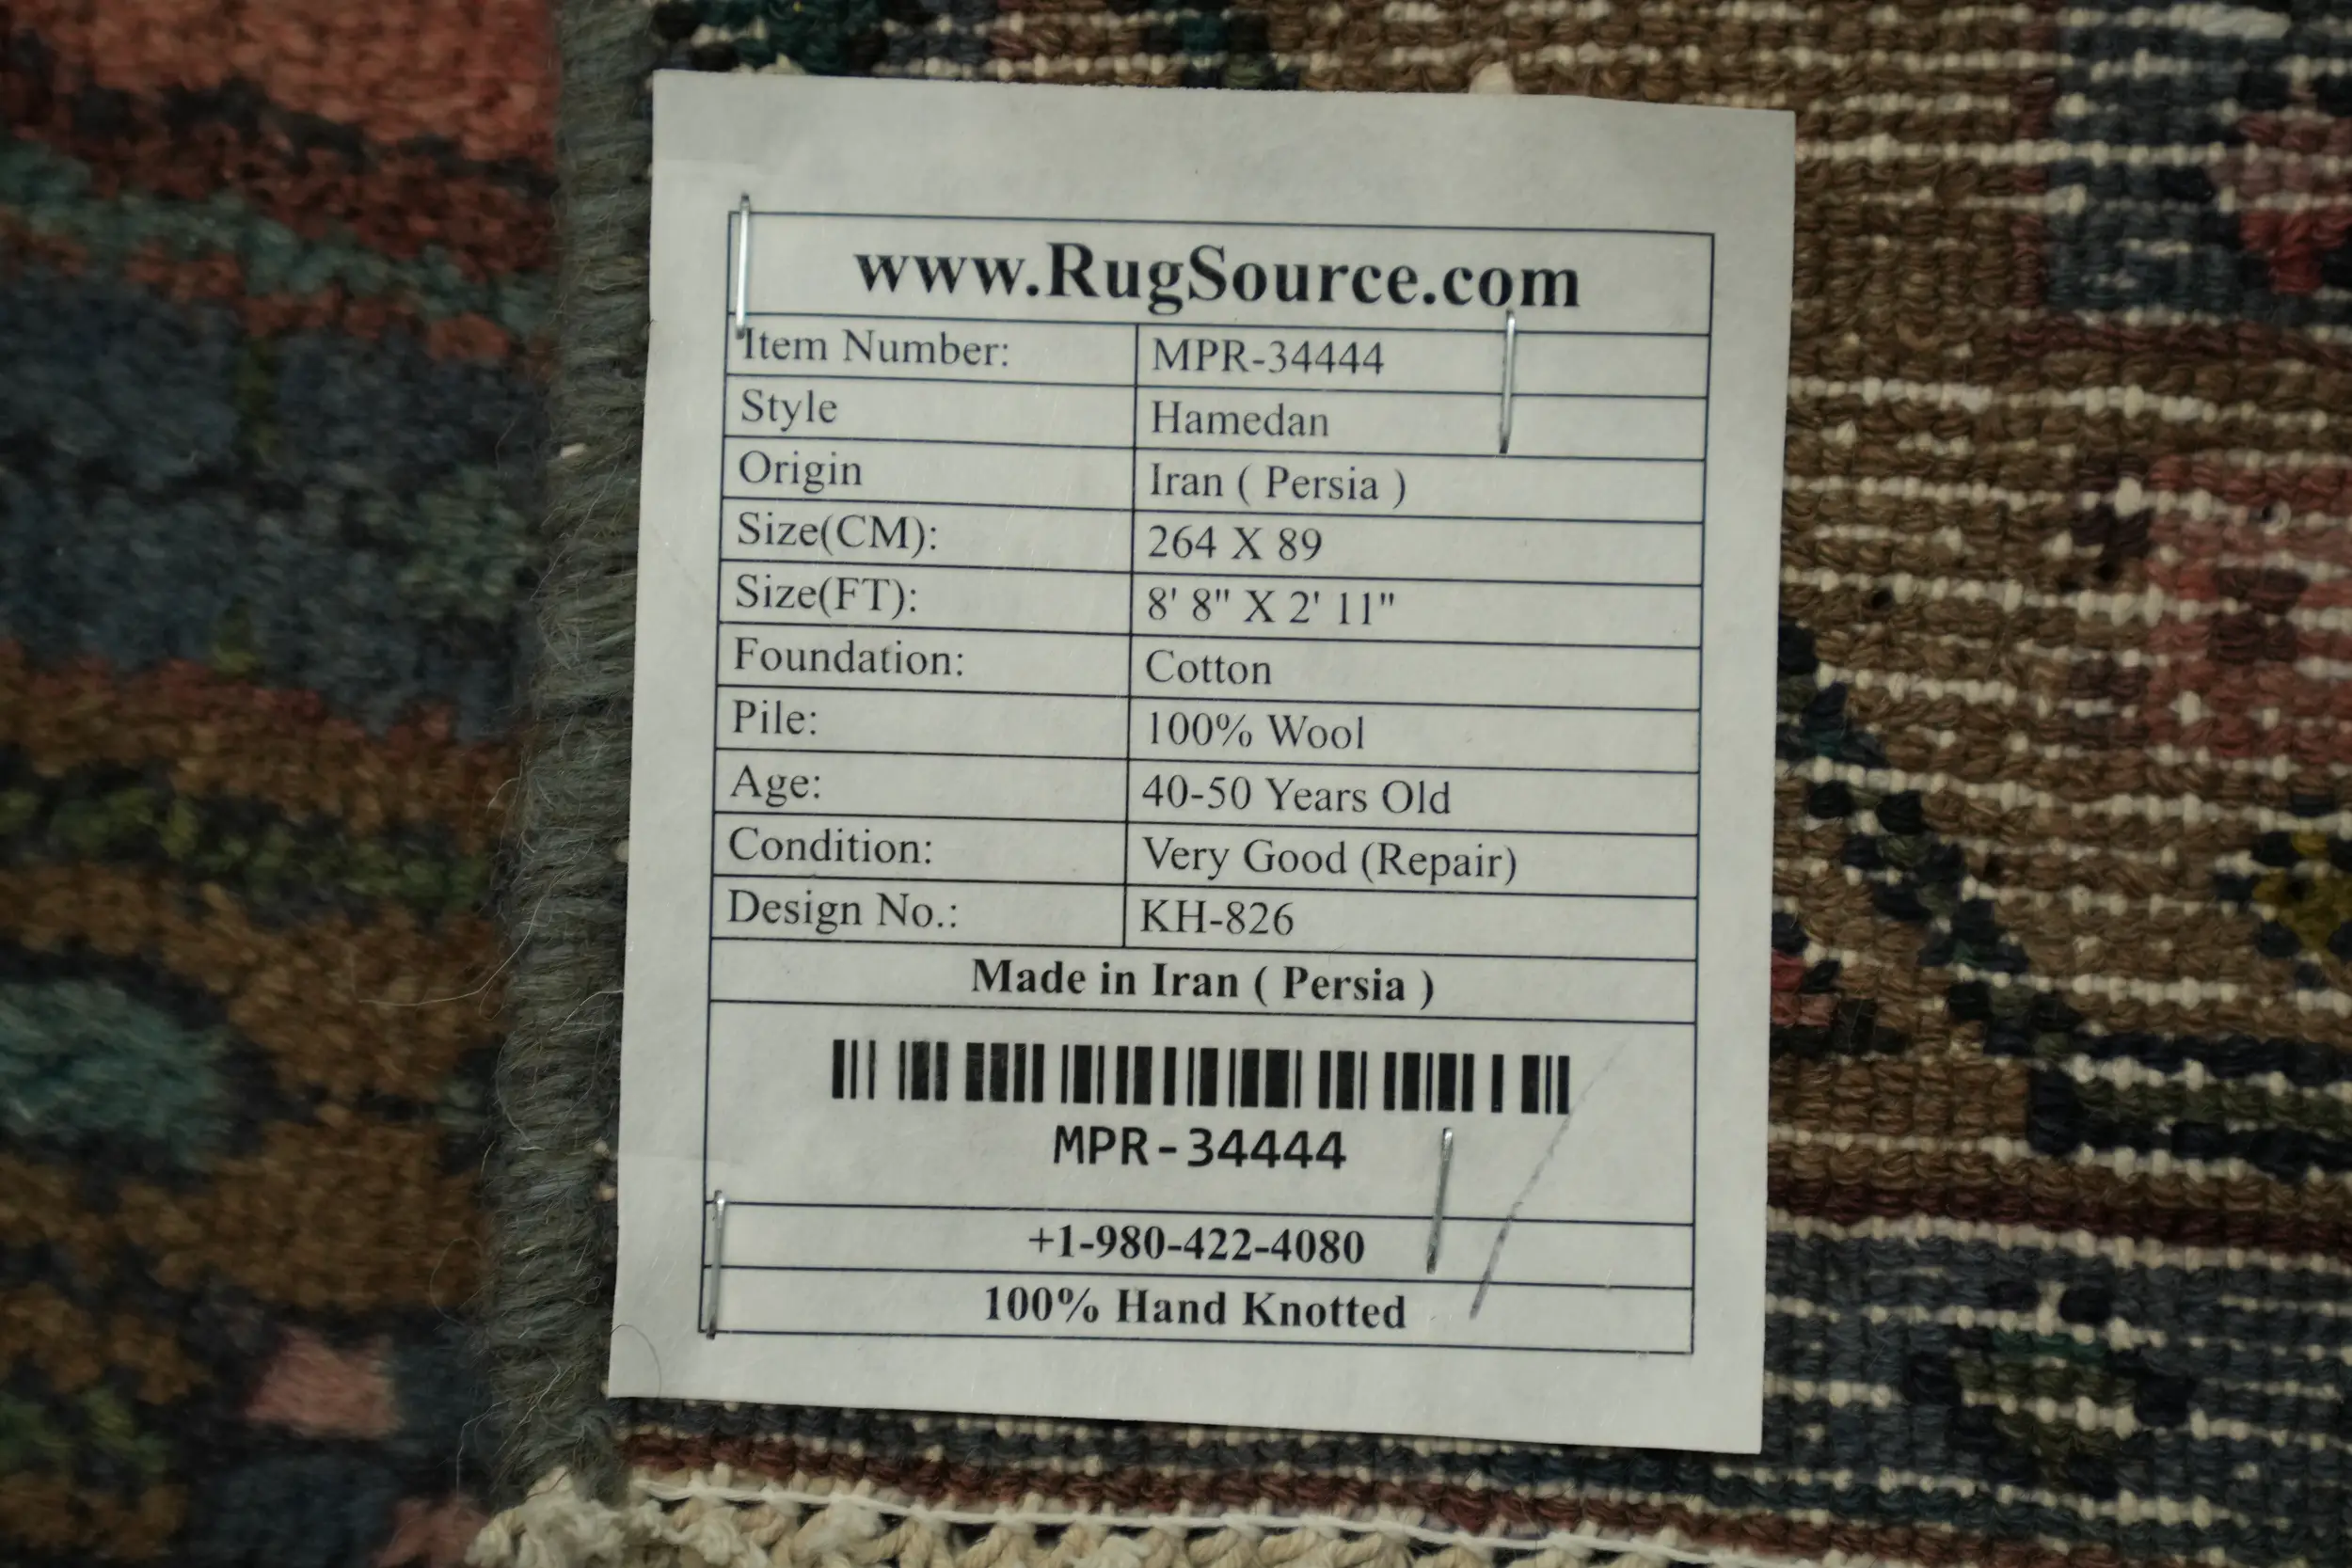 www.RugSource.com
Item Number: MPR-34444
Style Hamedan
Origin Iran ( Persia )
Size(CM): 264 X 89
Size(FT): 8' 8" X 2' 11"
Foundation: Cotton
Pile: 100% Wool
Age: 40-50 Years Old
Condition: Very Good (Repair)
Design No.: KH-826
Made in Iran ( Persia )
MPR-34444
+1-980-422-4080
100% Hand Knotted